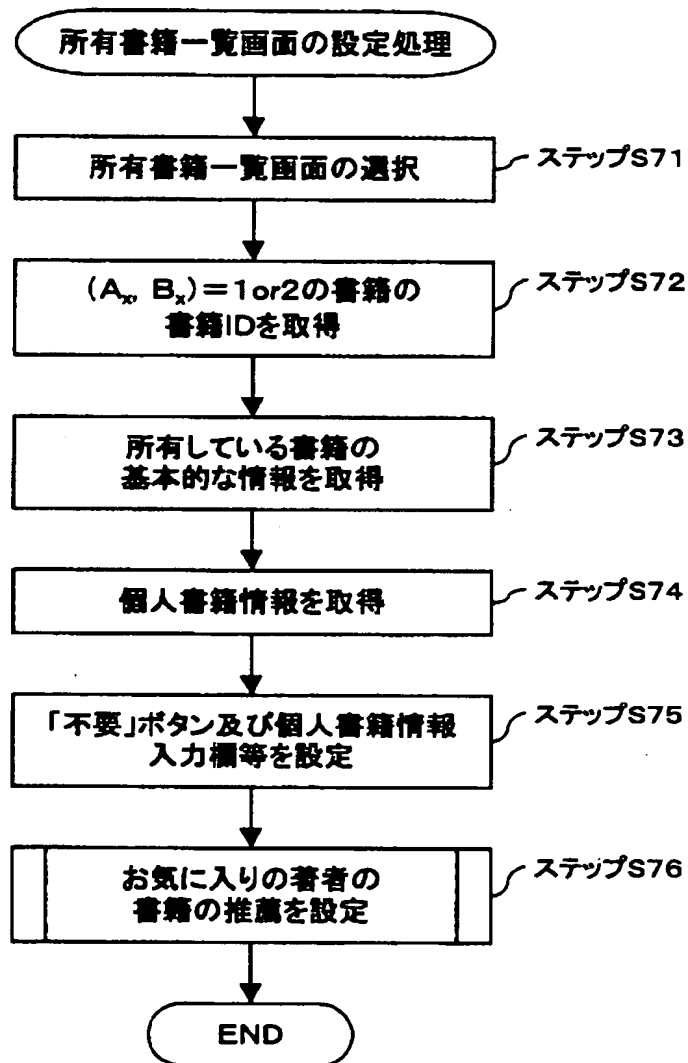 所有書籍一覧画面の設定処理
所有書籍一覧画面の選択
ステップS71
(Ax, Bx)=1or2の書籍の
書籍IDを取得
ステップS72
所有している書籍の
基本的な情報を取得
ステップS73
個人書籍情報を取得
ステップS74
「不要」ボタン及び個人書籍情報
入力欄等を設定
ステップS75
お気に入りの著者の
書籍の推薦を設定
ステップS76
END